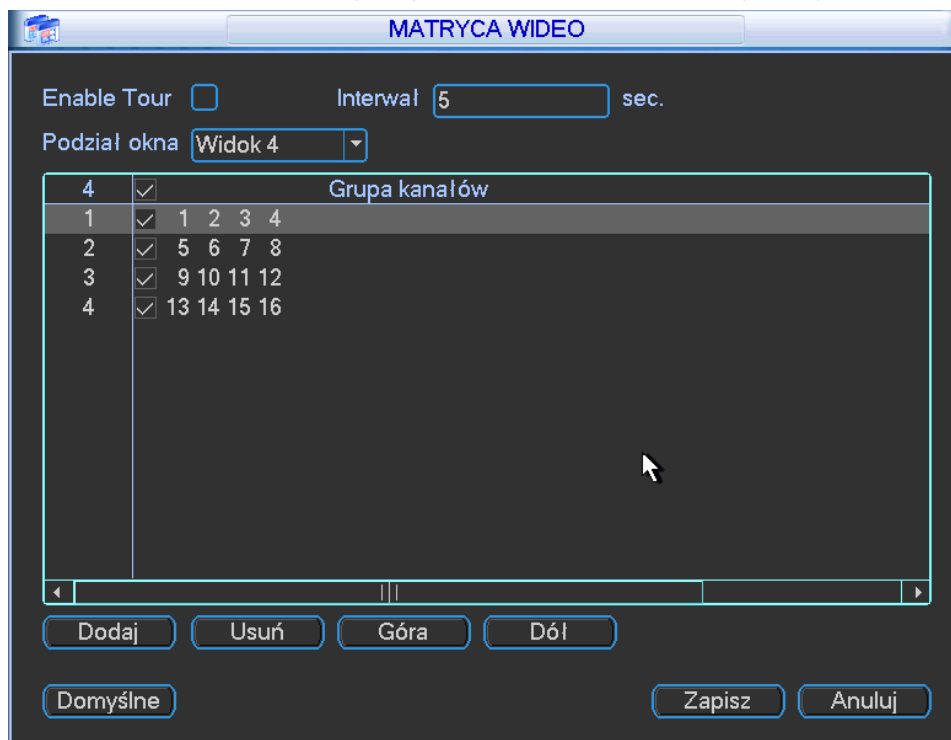 MATRYCA WIDEO
Enable Tour Interwał 5 sec.
Podział okna Widok 4
4 Grupa kanałów
1 1 2 3 4
2 5 6 7 8
3 9 10 11 12
4 13 14 15 16
Dodaj Usuń Góra Dół
Domyślne Zapisz Anuluj